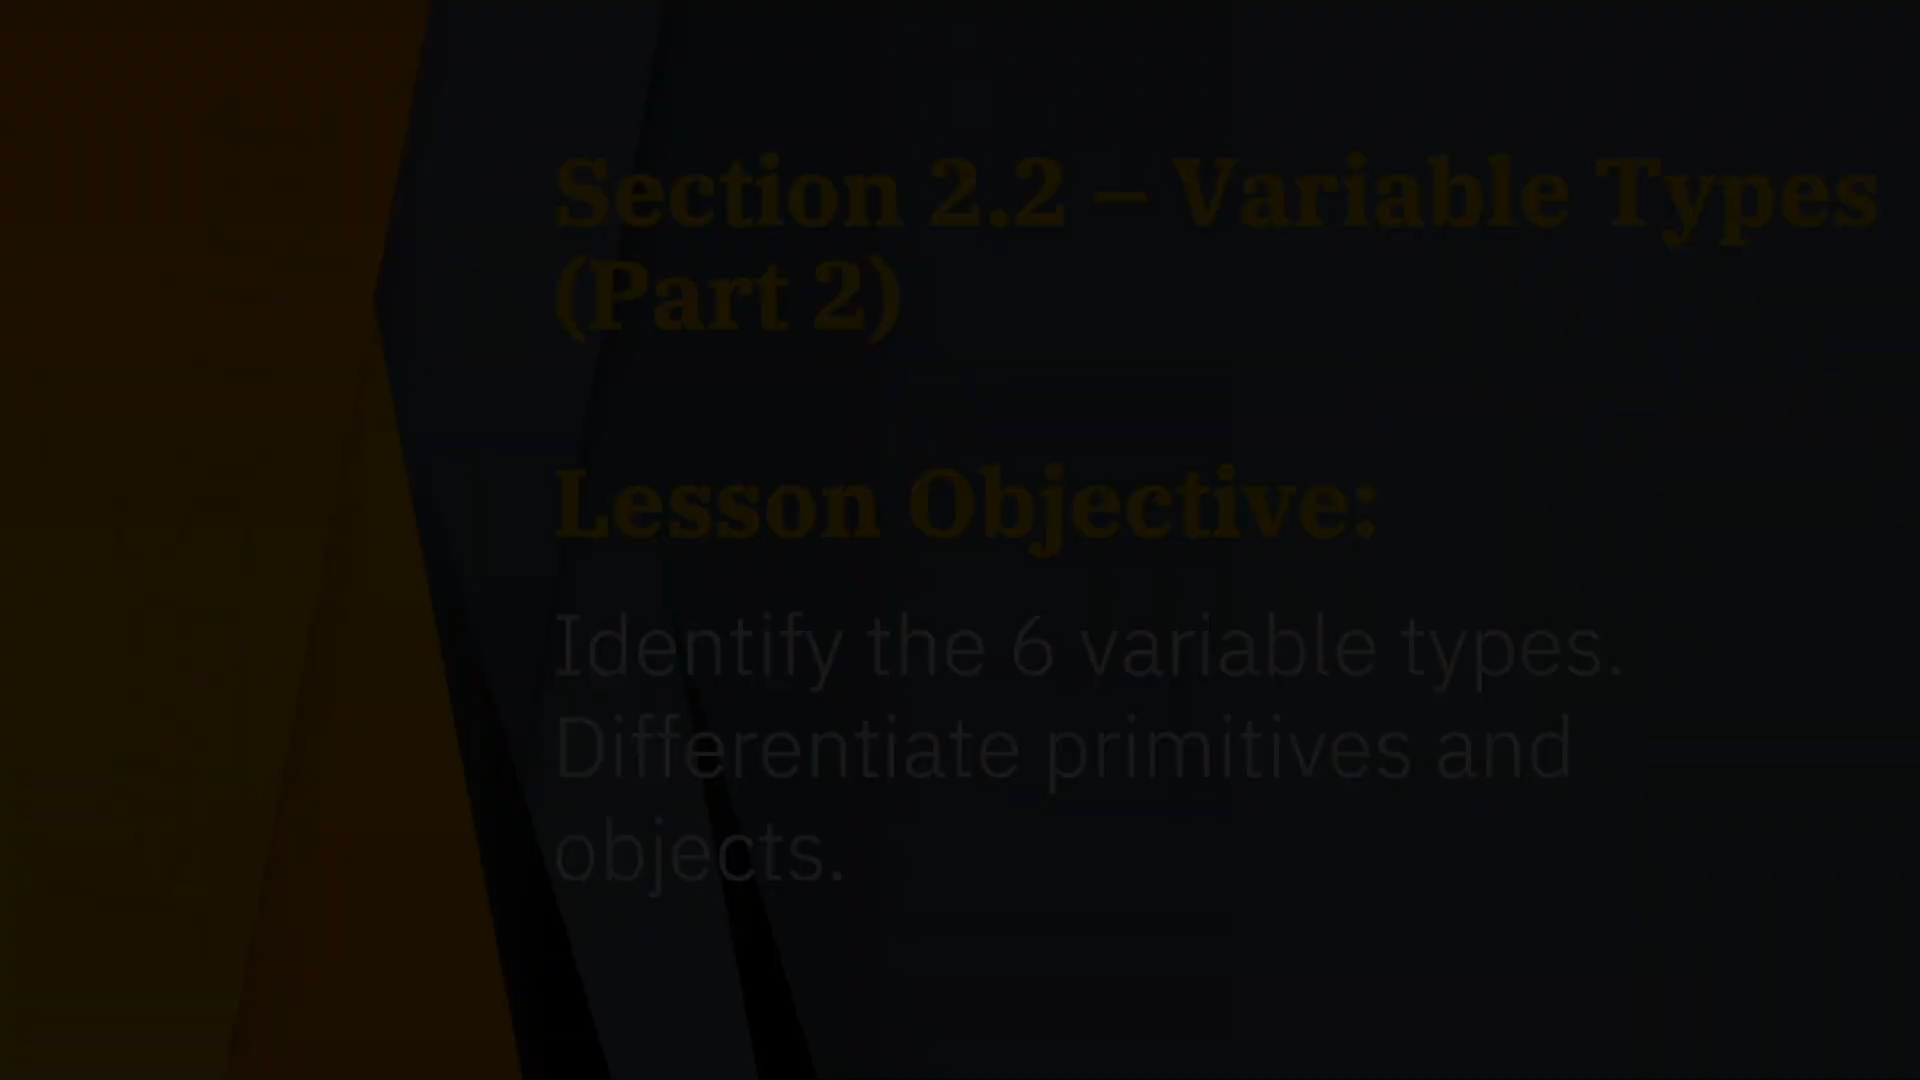 Section 2.2 – Variable Types
(Part 2)
Lesson Objective:
Identify the 6 variable types.
Differentiate primitives and
objects.